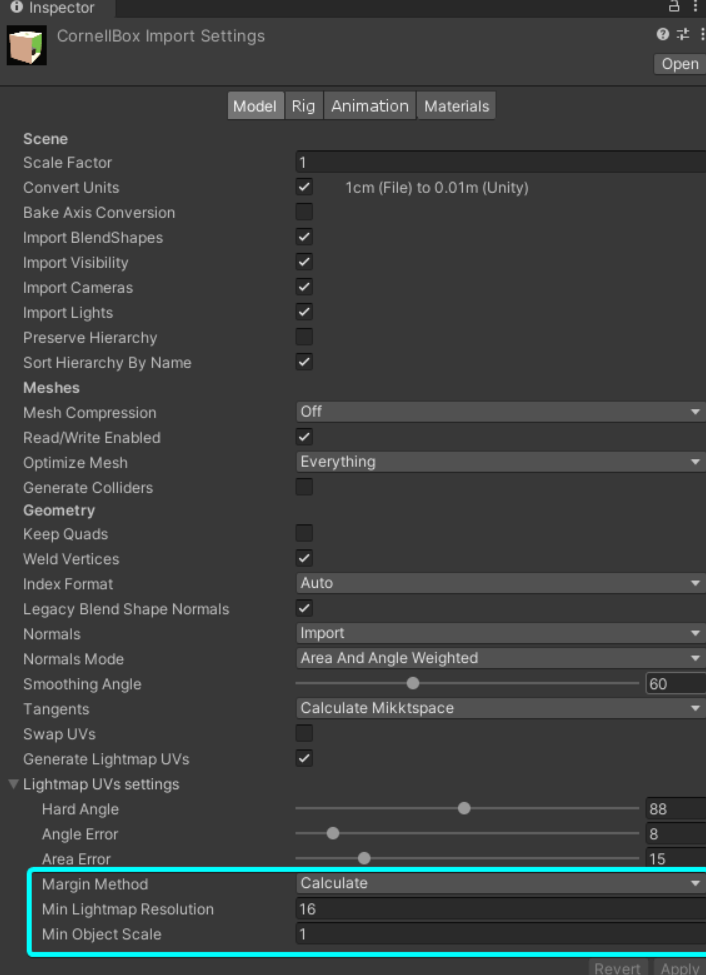 Inspector
CornellBox Import Settings
Open
Model Rig Animation Materials
Scene
Scale Factor 1
Convert Units 1cm (File) to 0.01m (Unity)
Bake Axis Conversion
Import BlendShapes
Import Visibility
Import Cameras
Import Lights
Preserve Hierarchy
Sort Hierarchy By Name
Meshes
Mesh Compression Off
Read/Write Enabled
Optimize Mesh Everything
Generate Colliders
Geometry
Keep Quads
Weld Vertices
Index Format Auto
Legacy Blend Shape Normals
Normals Import
Normals Mode Area And Angle Weighted
Smoothing Angle 60
Tangents Calculate Mikktspace
Swap UVs
Generate Lightmap UVs
Lightmap UVs settings
Hard Angle 88
Angle Error 8
Area Error 15
Margin Method Calculate
Min Lightmap Resolution 16
Min Object Scale 1
Revert Apply